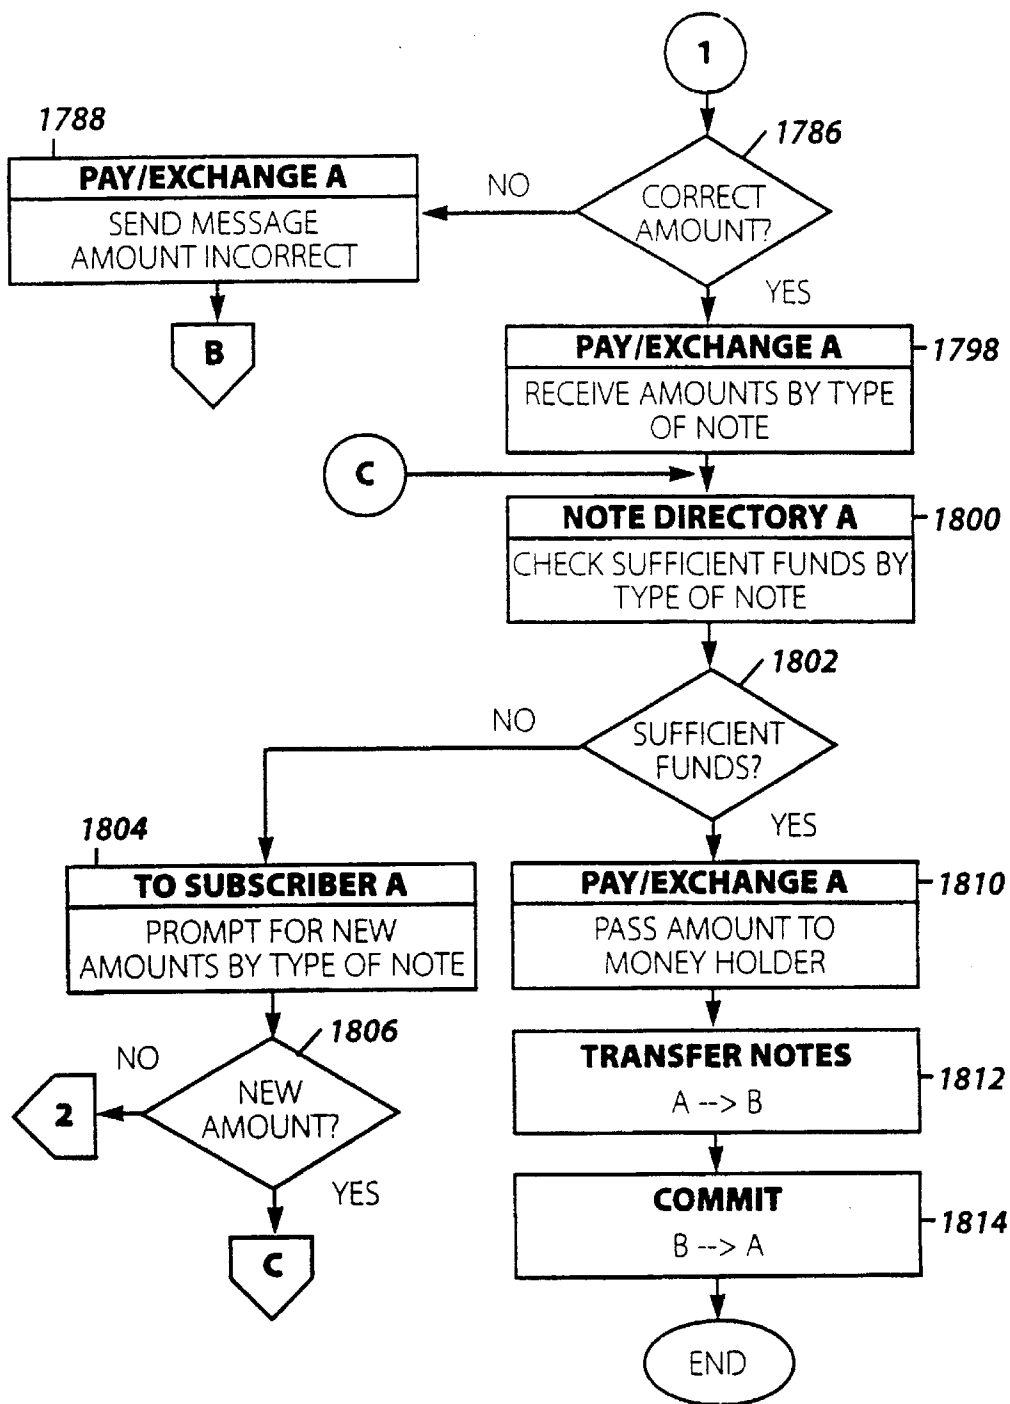 1
1786
CORRECT
AMOUNT?
NO
YES
1788
PAY/EXCHANGE A
SEND MESSAGE
AMOUNT INCORRECT
B
PAY/EXCHANGE A
1798
RECEIVE AMOUNTS BY TYPE
OF NOTE
C
NOTE DIRECTORY A
1800
CHECK SUFFICIENT FUNDS BY
TYPE OF NOTE
1802
SUFFICIENT
FUNDS?
NO
YES
1804
TO SUBSCRIBER A
PROMPT FOR NEW
AMOUNTS BY TYPE OF NOTE
1806
NEW
AMOUNT?
NO
2
YES
C
PAY/EXCHANGE A
1810
PASS AMOUNT TO
MONEY HOLDER
TRANSFER NOTES
1812
A --> B
COMMIT
1814
B --> A
END